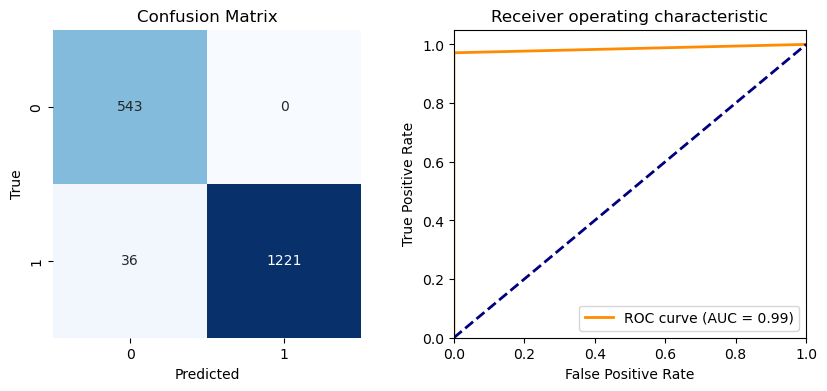 Confusion Matrix
True
0
1
543
0
36
1221
0
1
Predicted
Receiver operating characteristic
True Positive Rate
1.0
0.8
0.6
0.4
0.2
0.0
0.0
0.2
0.4
0.6
0.8
1.0
False Positive Rate
ROC curve (AUC = 0.99)